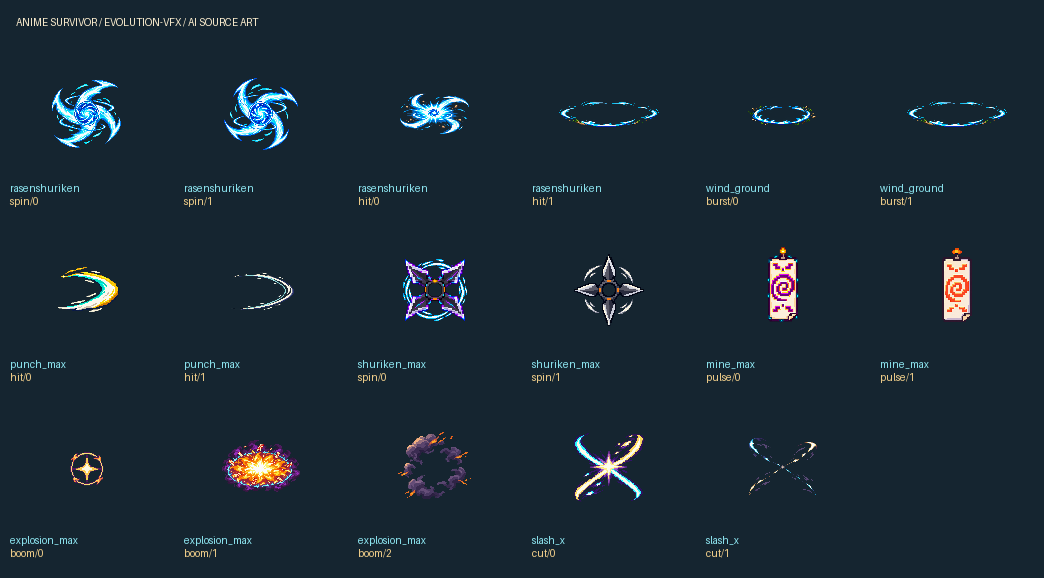 ANIME SURVIVOR / EVOLUTION-VFX / AI SOURCE ART
rasenshuriken
spin/0
rasenshuriken
spin/1
rasenshuriken
hit/0
rasenshuriken
hit/1
wind_ground
burst/0
wind_ground
burst/1
punch_max
hit/0
punch_max
hit/1
shuriken_max
spin/0
shuriken_max
spin/1
mine_max
pulse/0
mine_max
pulse/1
explosion_max
boom/0
explosion_max
boom/1
explosion_max
boom/2
slash_x
cut/0
slash_x
cut/1